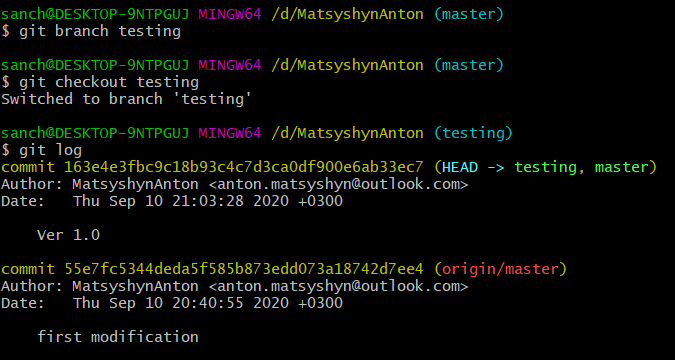 sanch@DESKTOP-9NTPGUJ MINGW64 /d/MatsyshynAnton (master)
$ git branch testing
sanch@DESKTOP-9NTPGUJ MINGW64 /d/MatsyshynAnton (master)
$ git checkout testing
Switched to branch 'testing'
sanch@DESKTOP-9NTPGUJ MINGW64 /d/MatsyshynAnton (testing)
$ git log
commit 163e4e3fbc9c18b93c4c7d3ca0df900e6ab33ec7 (HEAD -> testing, master)
Author: MatsyshynAnton <anton.matsyshyn@outlook.com>
Date:   Thu Sep 10 21:03:28 2020 +0300
Ver 1.0
commit 55e7fc5344deda5f585b873edd073a18742d7ee4 (origin/master)
Author: MatsyshynAnton <anton.matsyshyn@outlook.com>
Date:   Thu Sep 10 20:40:55 2020 +0300
first modification